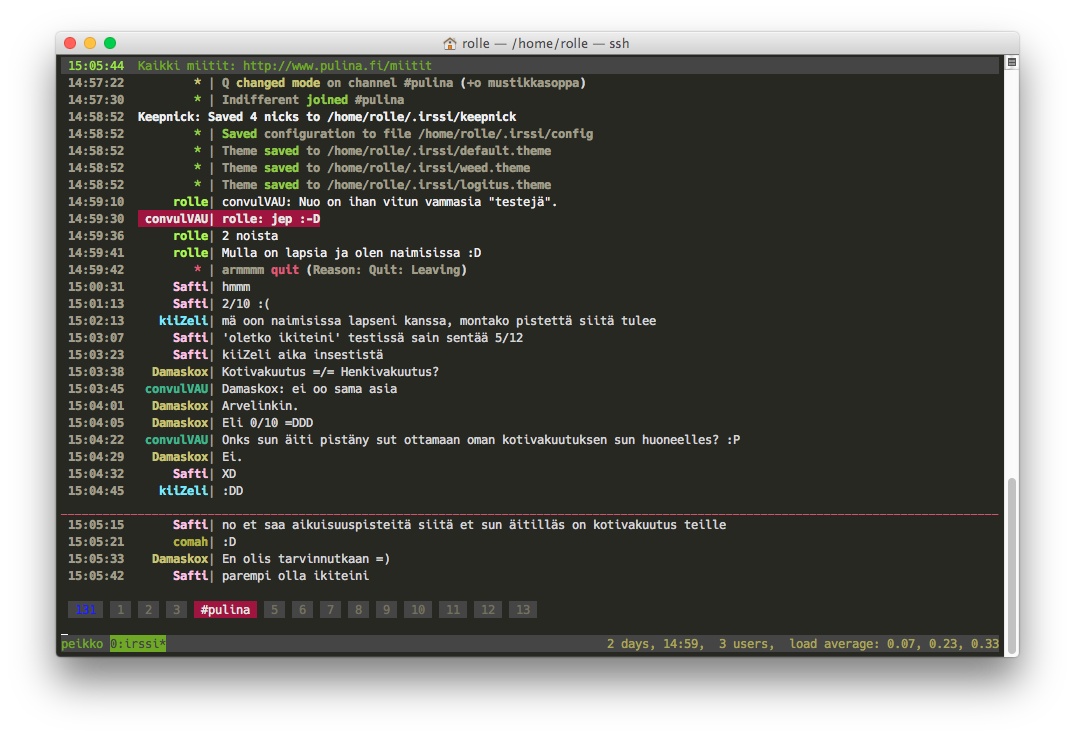 rolle — /home/rolle — ssh
15:05:44 Kaikki miitit: http://www.pulina.fi/miitit
14:57:22 * | Q changed mode on channel #pulina (+o mustikkasoppa)
14:57:30 * | Indifferent joined #pulina
14:58:52 Keepnick: Saved 4 nicks to /home/rolle/.irssi/keepnick
14:58:52 * | Saved configuration to file /home/rolle/.irssi/config
14:58:52 * | Theme saved to /home/rolle/.irssi/default.theme
14:58:52 * | Theme saved to /home/rolle/.irssi/weed.theme
14:58:52 * | Theme saved to /home/rolle/.irssi/logitus.theme
14:59:10 rolle| convulVAU: Nuo on ihan vitun vammasia "testejä".
14:59:30 convulVAU| rolle: jep :-D
14:59:36 rolle| 2 noista
14:59:41 rolle| Mulla on lapsia ja olen naimisissa :D
14:59:42 * | armmmm quit (Reason: Quit: Leaving)
15:00:31 Safti| hmmm
15:01:13 Safti| 2/10 :(
15:02:13 kiiZeli| mä oon naimisissa lapseni kanssa, montako pistettä siitä tulee
15:03:07 Safti| 'oletko ikiteini' testissä sain sentää 5/12
15:03:23 Safti| kiiZeli aika insestistä
15:03:38 Damaskox| Kotivakuutus =/= Henkivakuutus?
15:03:45 convulVAU| Damaskox: ei oo sama asia
15:04:01 Damaskox| Arvelinkin.
15:04:05 Damaskox| Eli 0/10 =DDD
15:04:22 convulVAU| Onks sun äiti pistäny sut ottamaan oman kotivakuutuksen sun huoneelles? :P
15:04:29 Damaskox| Ei.
15:04:32 Safti| XD
15:04:45 kiiZeli| :DD
15:05:15 Safti| no et saa aikuisuuspisteitä siitä et sun äitilläs on kotivakuutus teille
15:05:21 comah| :D
15:05:33 Damaskox| En olis tarvinnutkaan =)
15:05:42 Safti| parempi olla ikiteini
131 1 2 3 #pulina 5 6 7 8 9 10 11 12 13
peikko 0:irssi* 2 days, 14:59, 3 users, load average: 0.07, 0.23, 0.33